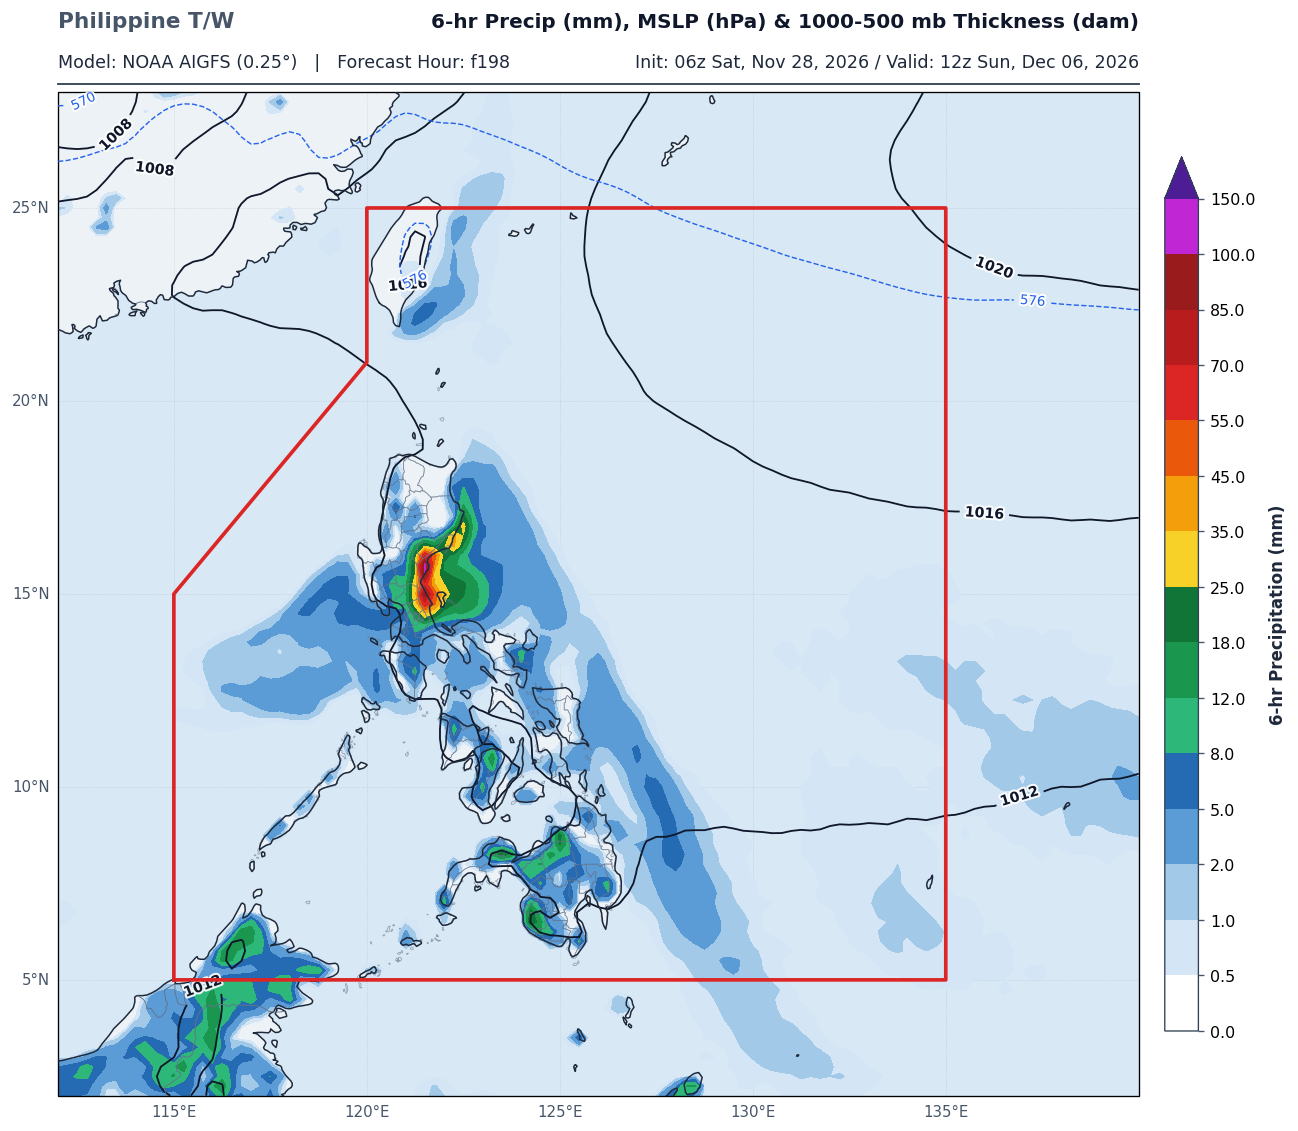 Philippine T/W
6-hr Precip (mm), MSLP (hPa) & 1000-500 mb Thickness (dam)
Model: NOAA AIGFS (0.25°)   |   Forecast Hour: f198
Init: 06z Sat, Nov 28, 2026 / Valid: 12z Sun, Dec 06, 2026
570
1008
1008
25°N
1020
576
1016
576
20°N
1016
15°N
10°N
1012
5°N
1012
115°E
120°E
125°E
130°E
135°E
150.0
100.0
85.0
70.0
55.0
45.0
35.0
25.0
18.0
12.0
8.0
5.0
2.0
1.0
0.5
0.0
6-hr Precipitation (mm)